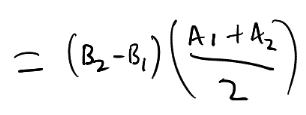 = (B₂-B₁)((A₁+A₂)/2)